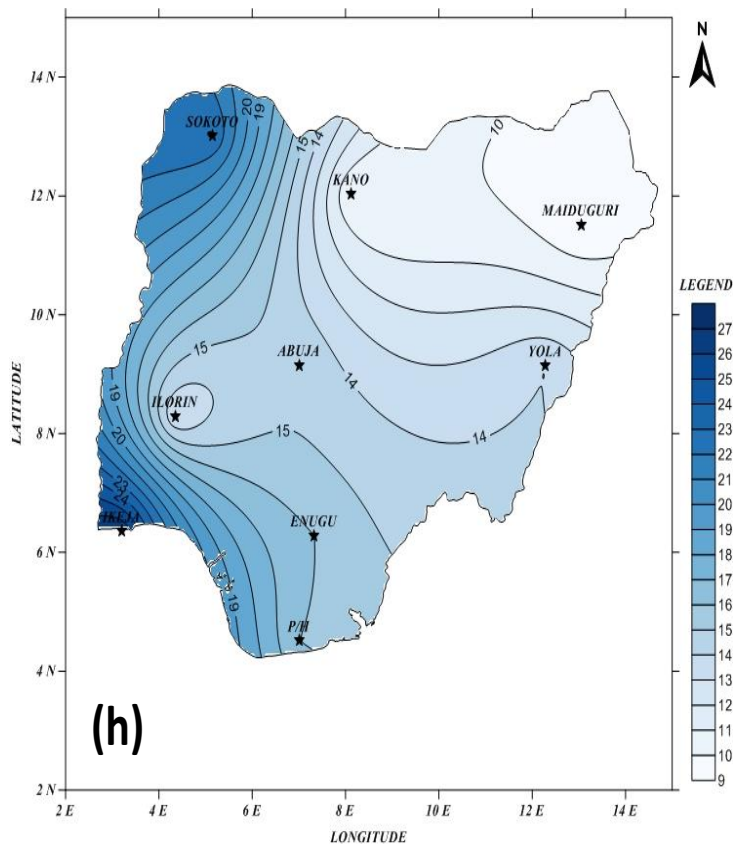 N
14 N
12 N
10 N
8 N
6 N
4 N
2 N
LATITUDE
2 E
4 E
6 E
8 E
10 E
12 E
14 E
LONGITUDE
SOKOTO
KANO
MAIDUGURI
ABUJA
YOLA
ILORIN
IKEJA
ENUGU
P/H
20
19
15
14
10
15
14
14
15
19
20
23
24
19
(h)
LEGEND
27
26
25
24
23
22
21
20
19
18
17
16
15
14
13
12
11
10
9